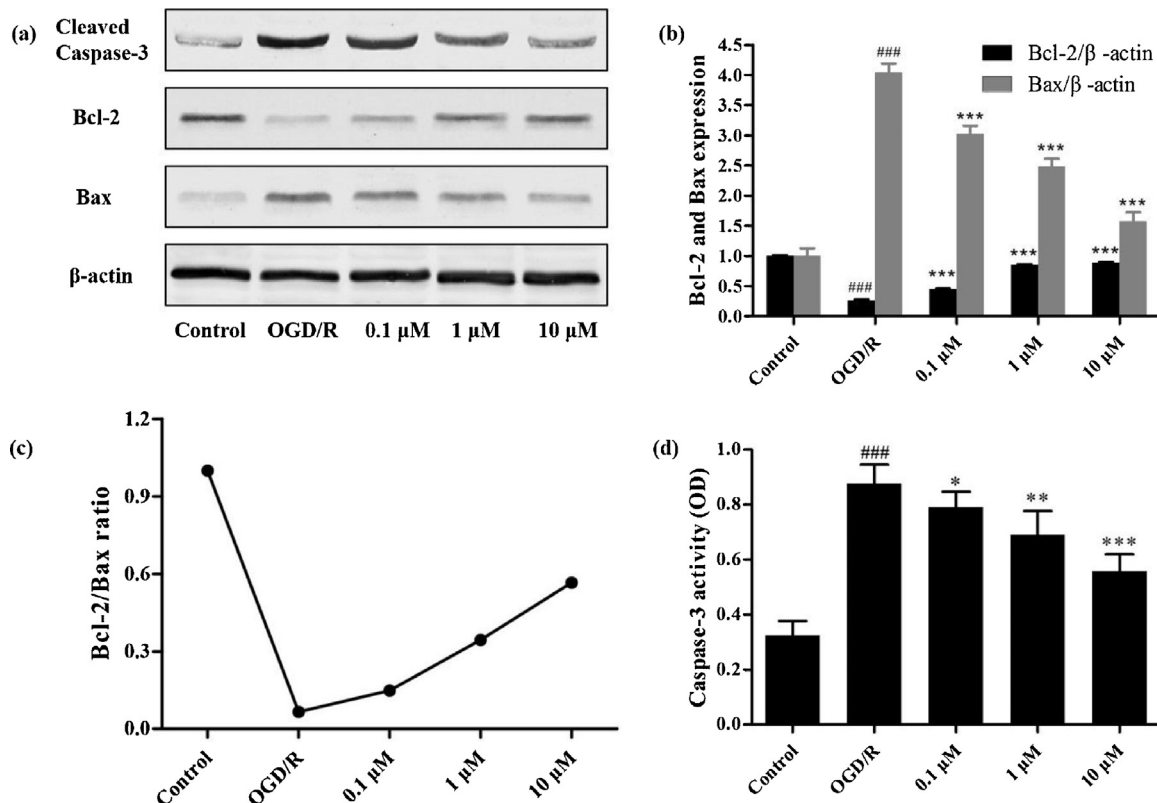 (a)
Cleaved
Caspase-3
Bcl-2
Bax
β-actin
Control OGD/R 0.1 μM 1 μM 10 μM
(b)
Bcl-2 and Bax expression
4.5
4.0
3.5
3.0
2.5
2.0
1.5
1.0
0.5
0.0
Bcl-2/β -actin
Bax/β -actin
###
###
***
***
***
***
***
***
Control
OGD/R
0.1 μM
1 μM
10 μM
(c)
Bcl-2/Bax ratio
1.2
0.9
0.6
0.3
0.0
Control
OGD/R
0.1 μM
1 μM
10 μM
(d)
Caspase-3 activity (OD)
1.0
0.8
0.6
0.4
0.2
0.0
###
*
**
***
Control
OGD/R
0.1 μM
1 μM
10 μM